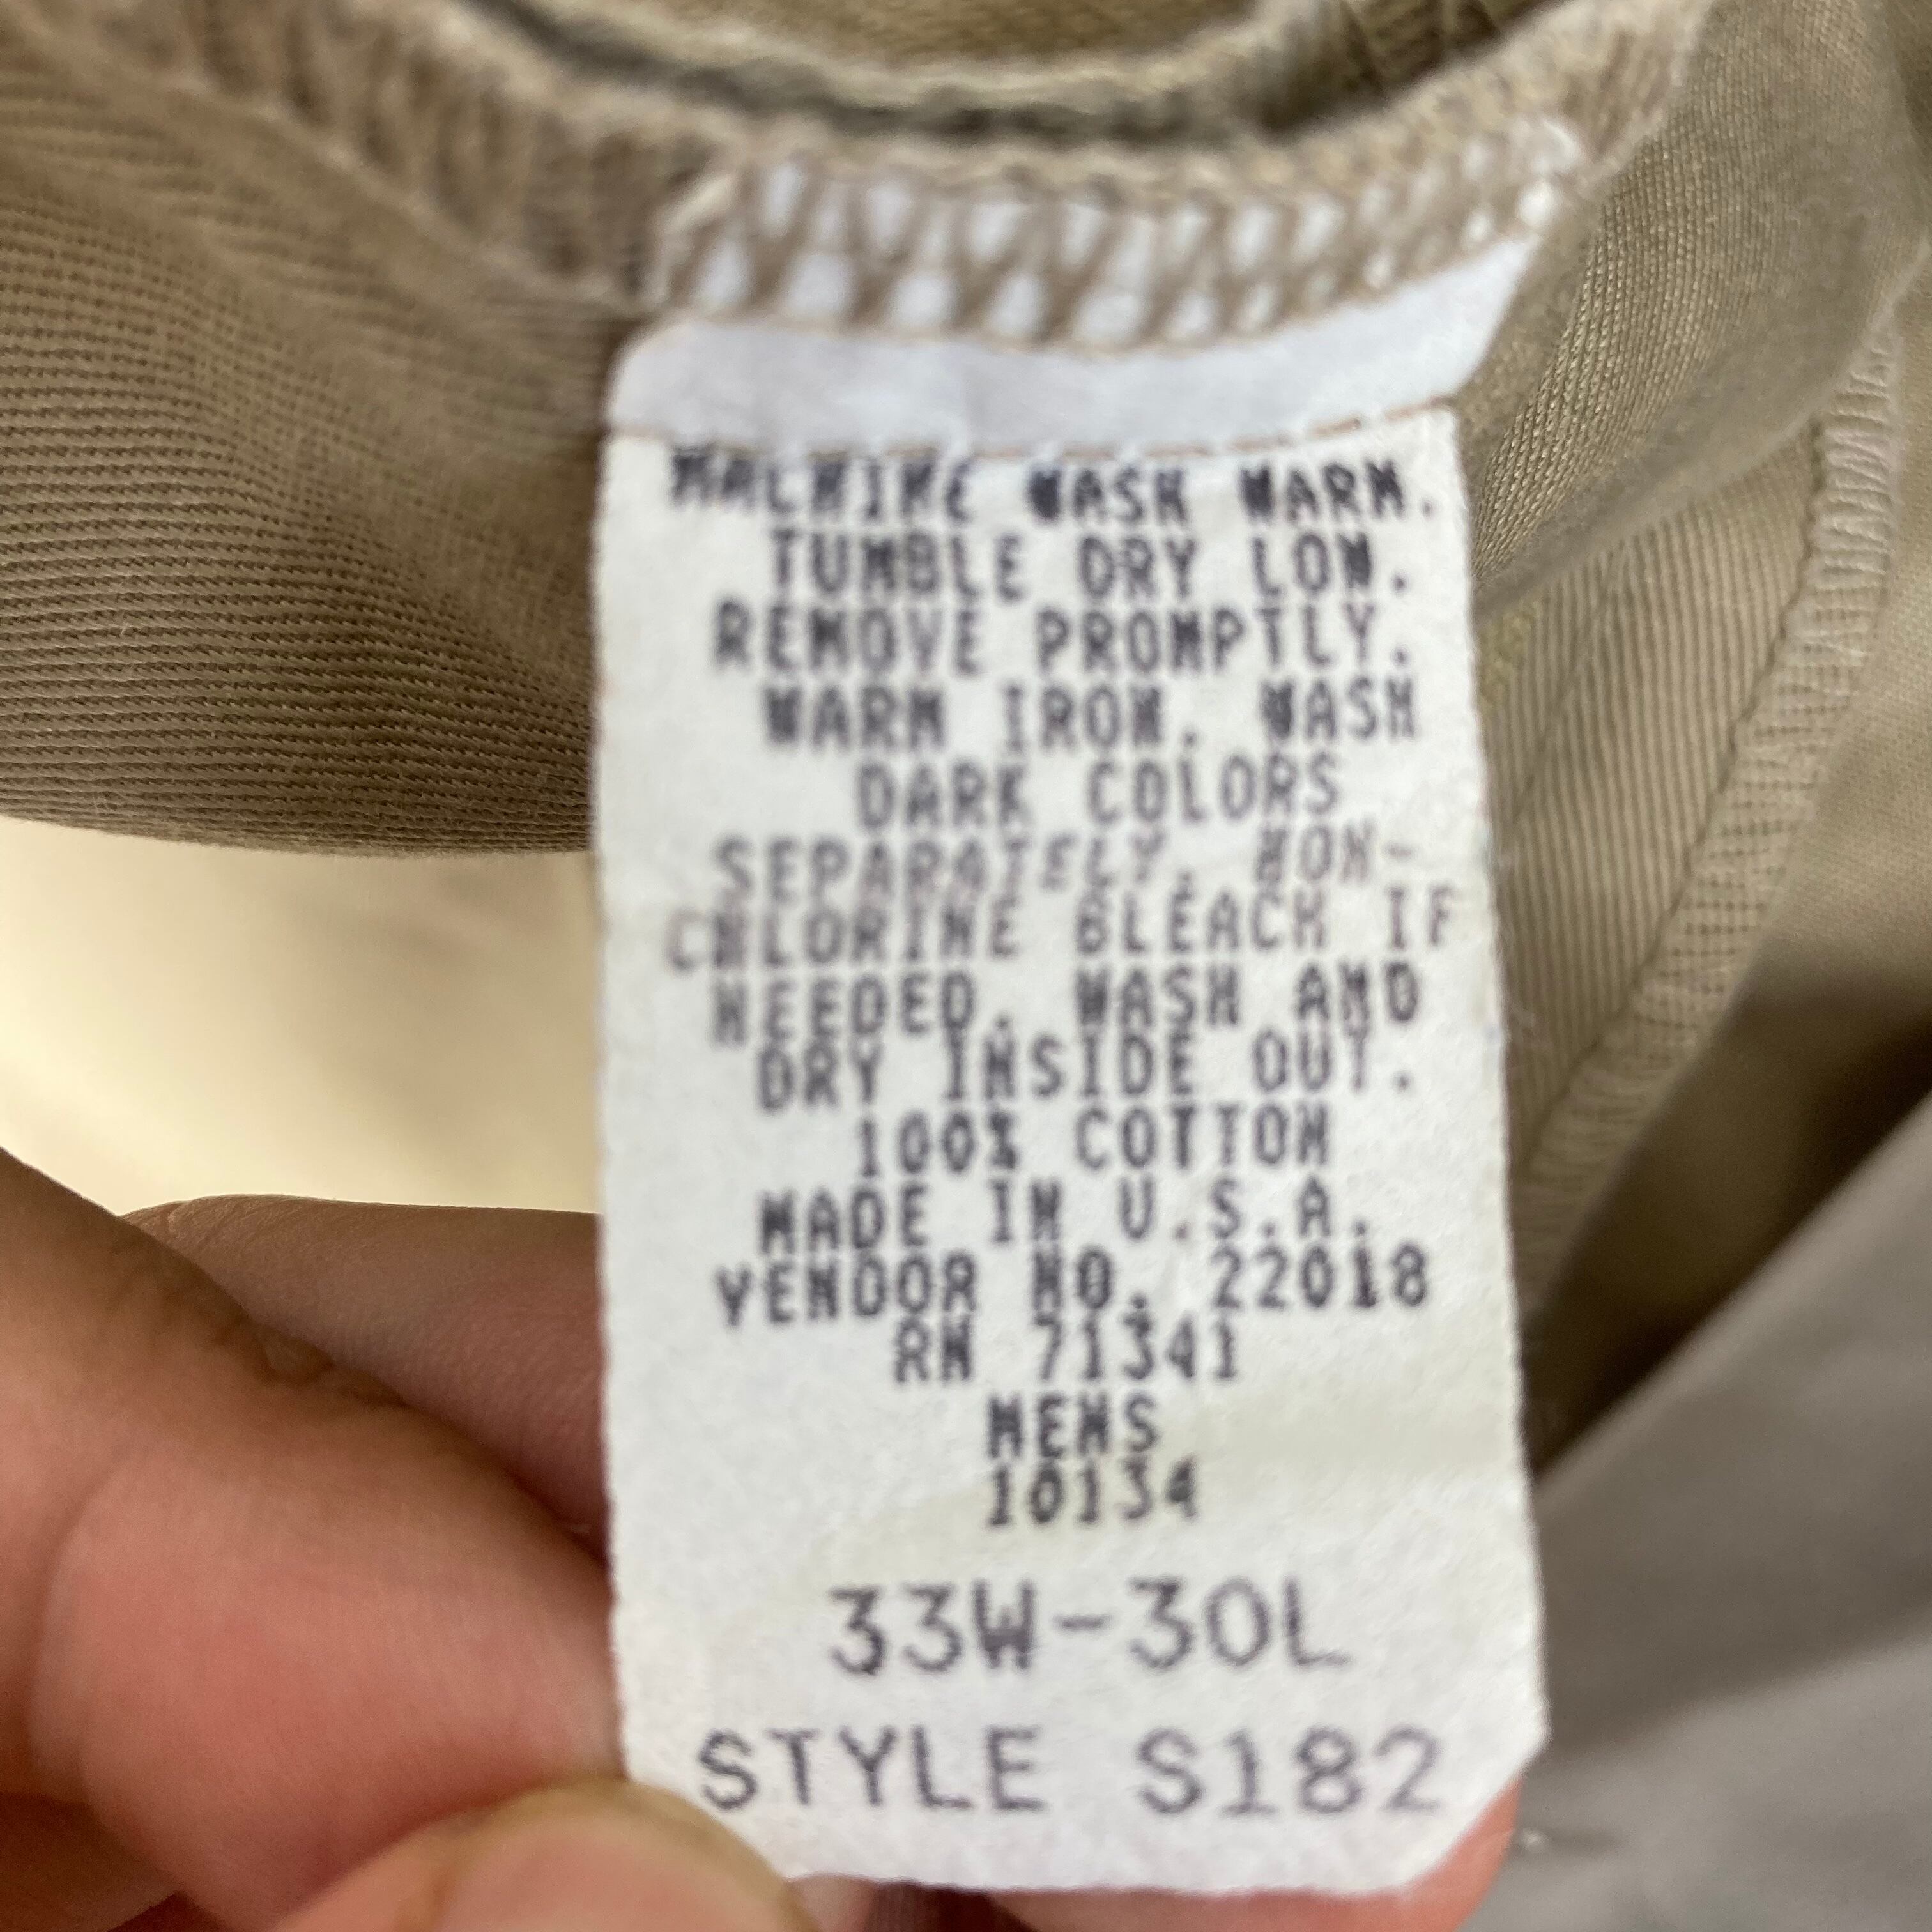 MACHINE WASH WARM.
TUMBLE DRY LOW.
REMOVE PROMPTLY.
WARM IRON. WASH
DARK COLORS
SEPARATELY. NON-
CHLORINE BLEACH IF
NEEDED. WASH AND
DRY INSIDE OUT.
100% COTTON
MADE IN U.S.A.
VENDOR NO. 22018
RN 71341
MENS
10134
33W-30L
STYLE S182